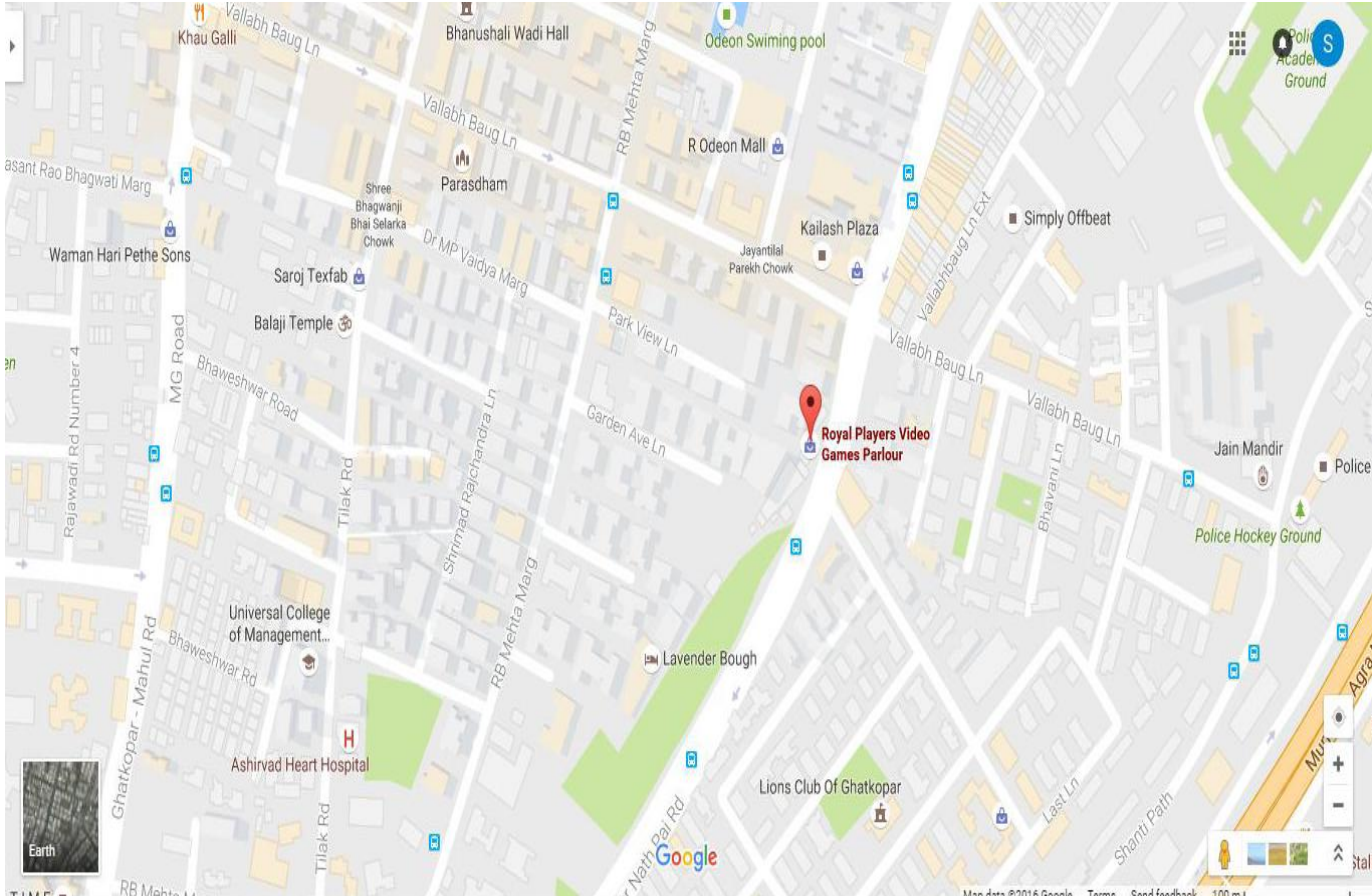 Khau Galli
Vallabh Baug Ln
Bhanushali Wadi Hall
RB Mehta Marg
Odeon Swiming pool
S
Ground
Vallabh Baug Ln
R Odeon Mall
asant Rao Bhagwati Marg
Parasdham
Shree
Bhagwanji
Bhai Selarka
Chowk
Simply Offbeat
Kailash Plaza
Vallabhbaug Ln Ext
Waman Hari Pethe Sons
Dr MP Vaidya Marg
Jayantilal
Parekh Chowk
Saroj Texfab
Balaji Temple
Park View Ln
Vallabh Baug Ln
en
MG Road
Rajawadi Rd Number 4
Bhaweshwar Road
Shrimad Rajchandra Ln
Garden Ave Ln
Vallabh Baug Ln
Royal Players Video
Games Parlour
Jain Mandir
Police
Tilak Rd
Bhavani Ln
Police Hockey Ground
Universal College
of Management...
RB Mehta Marg
Bhaweshwar Rd
Lavender Bough
Ghatkopar - Mahul Rd
Agra
Mum
H
Ashirvad Heart Hospital
Lions Club Of Ghatkopar
Last Ln
Shanti Path
Tilak Rd
r Nath Pai Rd
Google
Earth
Stal
RB Mehta M
Map data ©2016 Google Terms Send feedback 100 m